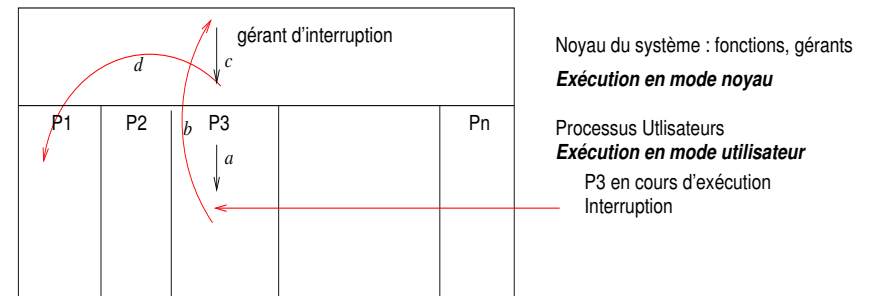 gérant d'interruption
d
c
P1
P2
b
P3
Pn
a
Noyau du système : fonctions, gérants
Exécution en mode noyau
Processus Utlisateurs
Exécution en mode utilisateur
P3 en cours d'exécution
Interruption